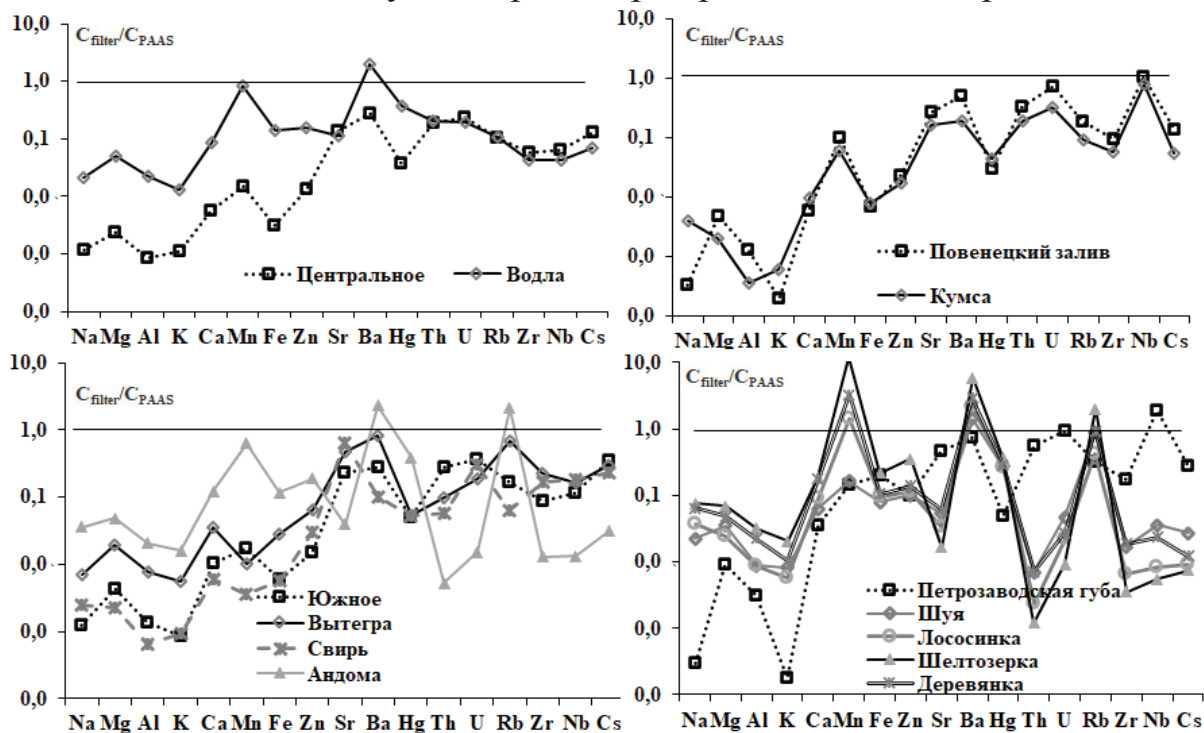 C_filter/C_PAAS
10,0
1,0
0,1
0,0
0,0
0,0
Центральное Водла
Na Mg Al K Ca Mn Fe Zn Sr Ba Hg Th U Rb Zr Nb Cs
C_filter/C_PAAS
10,0
1,0
0,1
0,0
0,0
0,0
Повенецкий залив
Кумса
Na Mg Al K Ca Mn Fe Zn Sr Ba Hg Th U Rb Zr Nb Cs
C_filter/C_PAAS
10,0
1,0
0,1
0,0
0,0
0,0
Южное
Вытегра
Свирь
Андома
Na Mg Al K Ca Mn Fe Zn Sr Ba Hg Th U Rb Zr Nb Cs
C_filter/C_PAAS
10,0
1,0
0,1
0,0
0,0
0,0
Петрозаводская губа
Шуя
Лососинка
Шелтозерка
Деревянка
Na Mg Al K Ca Mn Fe Zn Sr Ba Hg Th U Rb Zr Nb Cs